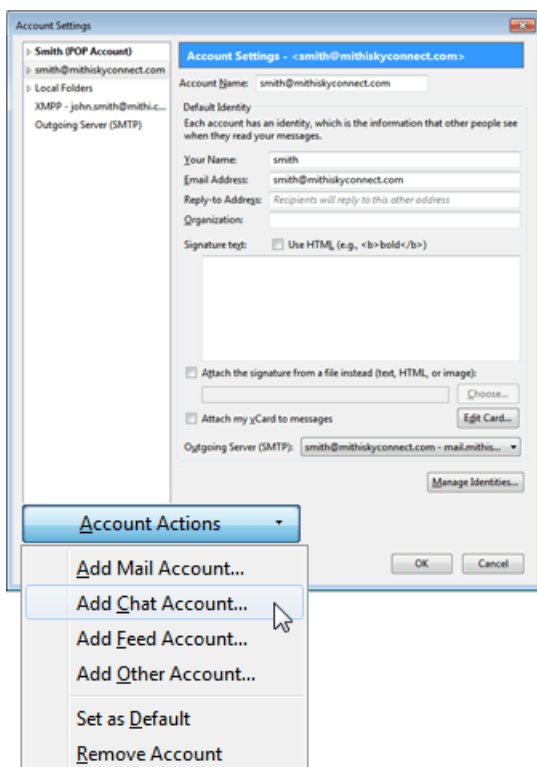 Account Settings
Smith (POP Account)
smith@mithiskyconnect.com
Local Folders
XMPP - john.smith@mithi.c...
Outgoing Server (SMTP)
Account Settings - <smith@mithiskyconnect.com>
Account Name: smith@mithiskyconnect.com
Default Identity
Each account has an identity, which is the information that other people see
when they read your messages.
Your Name: smith
Email Address: smith@mithiskyconnect.com
Reply-to Address: Recipients will reply to this other address
Organization:
Signature text: Use HTML (e.g., <b>bold</b>)
Attach the signature from a file instead (text, HTML, or image):
Choose...
Attach my vCard to messages Edit Card...
Outgoing Server (SMTP): smith@mithiskyconnect.com - mail.mithis...
Manage Identities...
Account Actions
OK Cancel
Add Mail Account...
Add Chat Account...
Add Feed Account...
Add Other Account...
Set as Default
Remove Account